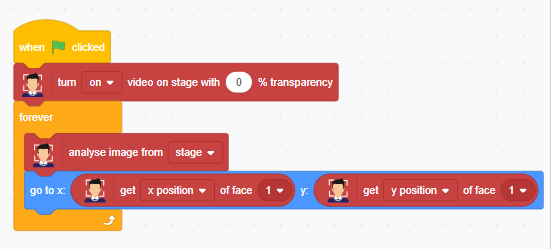 when clicked
turn on video on stage with 0 % transparency
forever
analyse image from stage
go to x: get x position of face 1 y: get y position of face 1